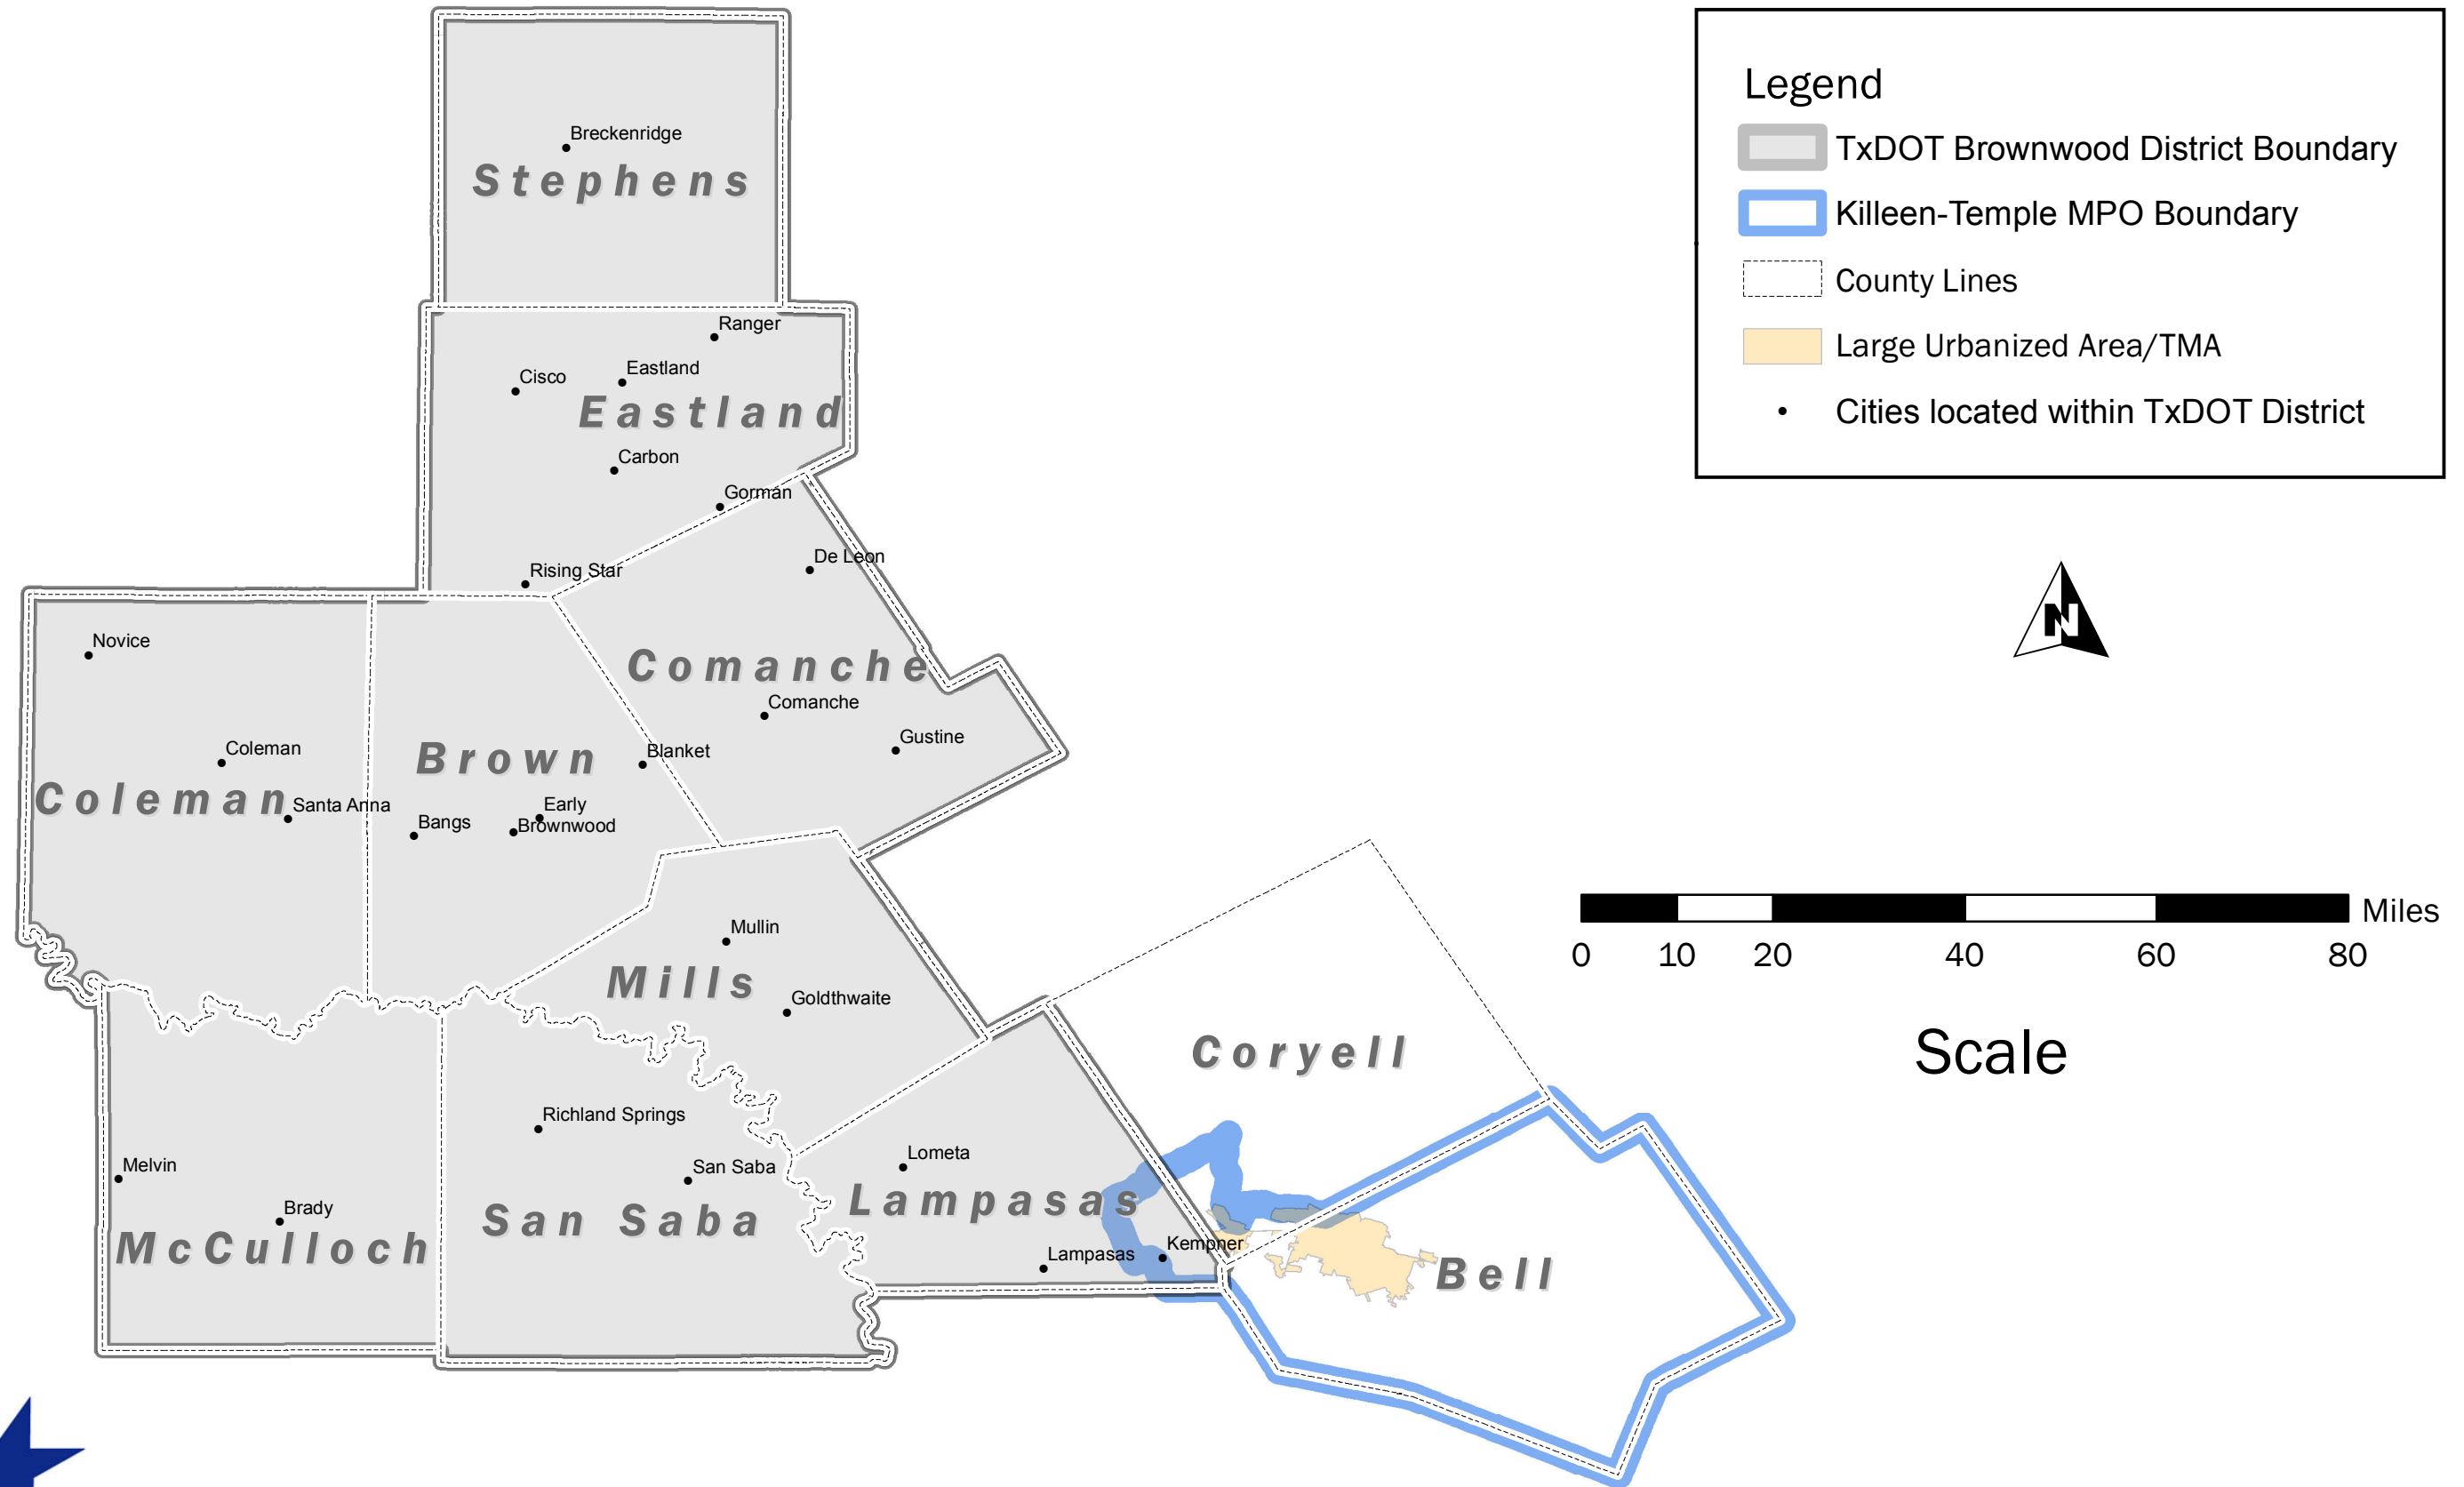 Legend
TxDOT Brownwood District Boundary
Killeen-Temple MPO Boundary
County Lines
Large Urbanized Area/TMA
Cities located within TxDOT District
Breckenridge
Stephens
Ranger
Eastland
Cisco
Eastland
Carbon
Gorman
De Leon
Rising Star
Novice
Comanche
Comanche
Gustine
Coleman
Brown
Blanket
Coleman
Santa Anna
Early
Bangs
Brownwood
N
Miles
0 10 20 40 60 80
Scale
Mullin
Mills
Goldthwaite
Coryell
Richland Springs
Lometa
Melvin
San Saba
Lampasas
Brady
San Saba
McCulloch
Lampasas
Kempner
Bell